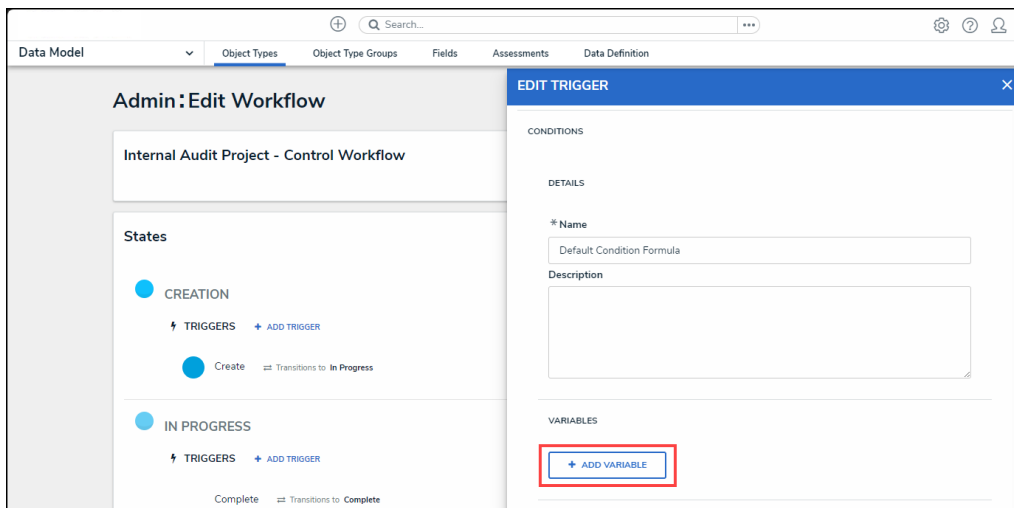 Search...
Data Model
Object Types
Object Type Groups
Fields
Assessments
Data Definition
Admin:Edit Workflow
Internal Audit Project - Control Workflow
States
CREATION
TRIGGERS + ADD TRIGGER
Create Transitions to In Progress
IN PROGRESS
TRIGGERS + ADD TRIGGER
Complete Transitions to Complete
EDIT TRIGGER
CONDITIONS
DETAILS
*Name
Default Condition Formula
Description
VARIABLES
+ ADD VARIABLE